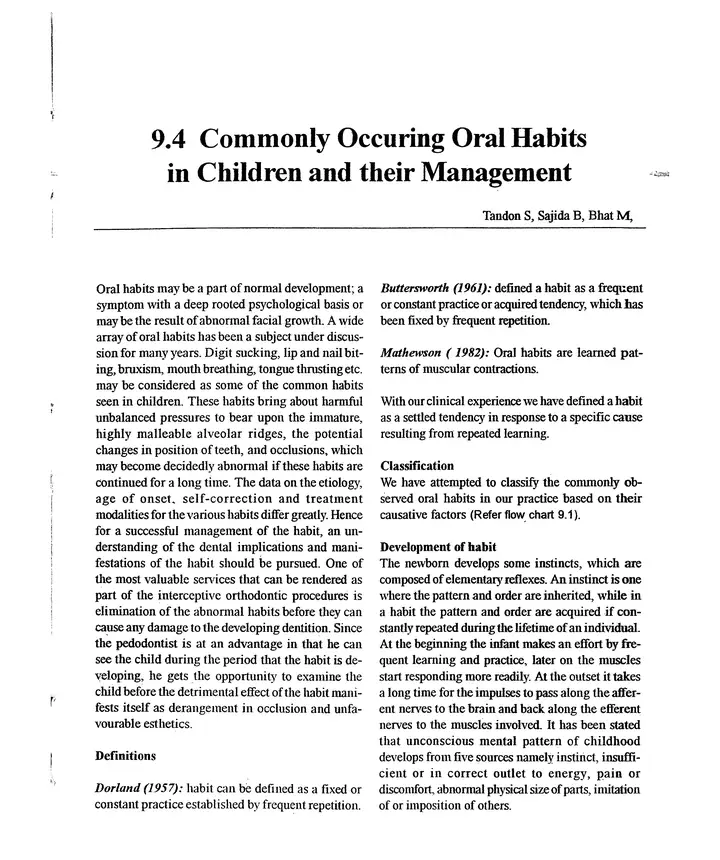 9.4 Commonly Occuring Oral Habits
in Children and their Management
Tandon S, Sajida B, Bhat M,
Oral habits may be a part of normal development; a
symptom with a deep rooted psychological basis or
may be the result of abnormal facial growth. A wide
array of oral habits has been a subject under discus-
sion for many years. Digit sucking, lip and nail bit-
ing, bruxism, mouth breathing, tongue thrusting etc.
may be considered as some of the common habits
seen in children. These habits bring about harmful
unbalanced pressures to bear upon the immature,
highly malleable alveolar ridges, the potential
changes in position of teeth, and occlusions, which
may become decidedly abnormal if these habits are
continued for a long time. The data on the etiology,
age of onset, self-correction and treatment
modalities for the various habits differ greatly. Hence
for a successful management of the habit, an un-
derstanding of the dental implications and mani-
festations of the habit should be pursued. One of
the most valuable services that can be rendered as
part of the interceptive orthodontic procedures is
elimination of the abnormal habits before they can
cause any damage to the developing dentition. Since
the pedodontist is at an advantage in that he can
see the child during the period that the habit is de-
veloping, he gets the opportunity to examine the
child before the detrimental effect of the habit mani-
fests itself as derangement in occlusion and unfa-
vourable esthetics.
Definitions
Dorland (1957): habit can be defined as a fixed or
constant practice established by frequent repetition.
Buttersworth (1961): defined a habit as a frequent
or constant practice or acquired tendency, which has
been fixed by frequent repetition.
Mathewson ( 1982): Oral habits are learned pat-
terns of muscular contractions.
With our clinical experience we have defined a habit
as a settled tendency in response to a specific cause
resulting from repeated learning.
Classification
We have attempted to classify the commonly ob-
served oral habits in our practice based on their
causative factors (Refer flow chart 9.1).
Development of habit
The newborn develops some instincts, which are
composed of elementary reflexes. An instinct is one
where the pattern and order are inherited, while in
a habit the pattern and order are acquired if con-
stantly repeated during the lifetime of an individual.
At the beginning the infant makes an effort by fre-
quent learning and practice, later on the muscles
start responding more readily. At the outset it takes
a long time for the impulses to pass along the affer-
ent nerves to the brain and back along the efferent
nerves to the muscles involved. It has been stated
that unconscious mental pattern of childhood
develops from five sources namely instinct, insuffi-
cient or in correct outlet to energy, pain or
discomfort, abnormal physical size of parts, imitation
of or imposition of others.